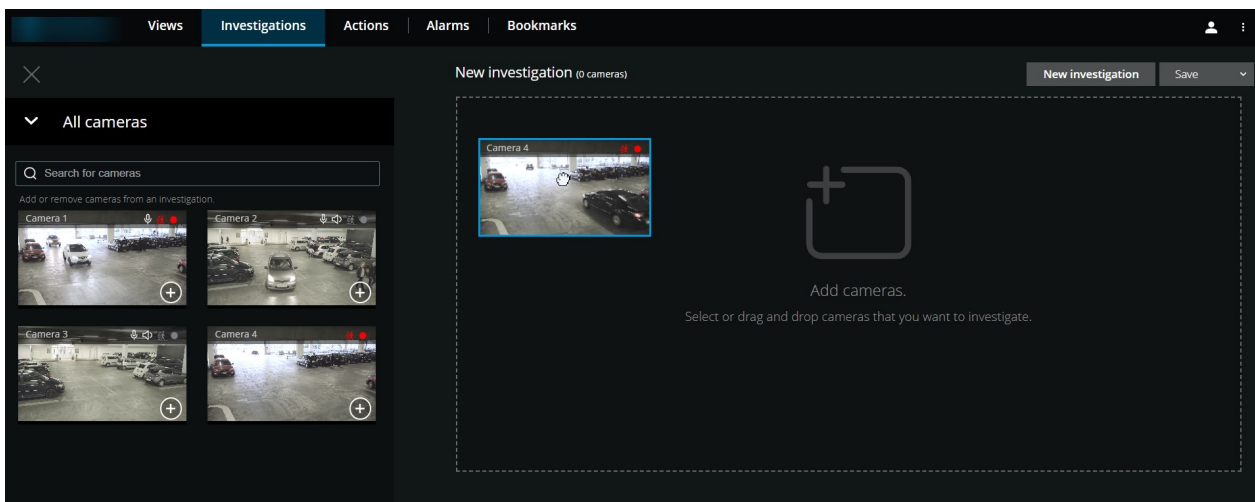 Views
Investigations
Actions
Alarms
Bookmarks
New investigation (0 cameras)
New investigation
Save
All cameras
Search for cameras
Add or remove cameras from an investigation.
Camera 1
Camera 2
Camera 3
Camera 4
Camera 4
Add cameras.
Select or drag and drop cameras that you want to investigate.